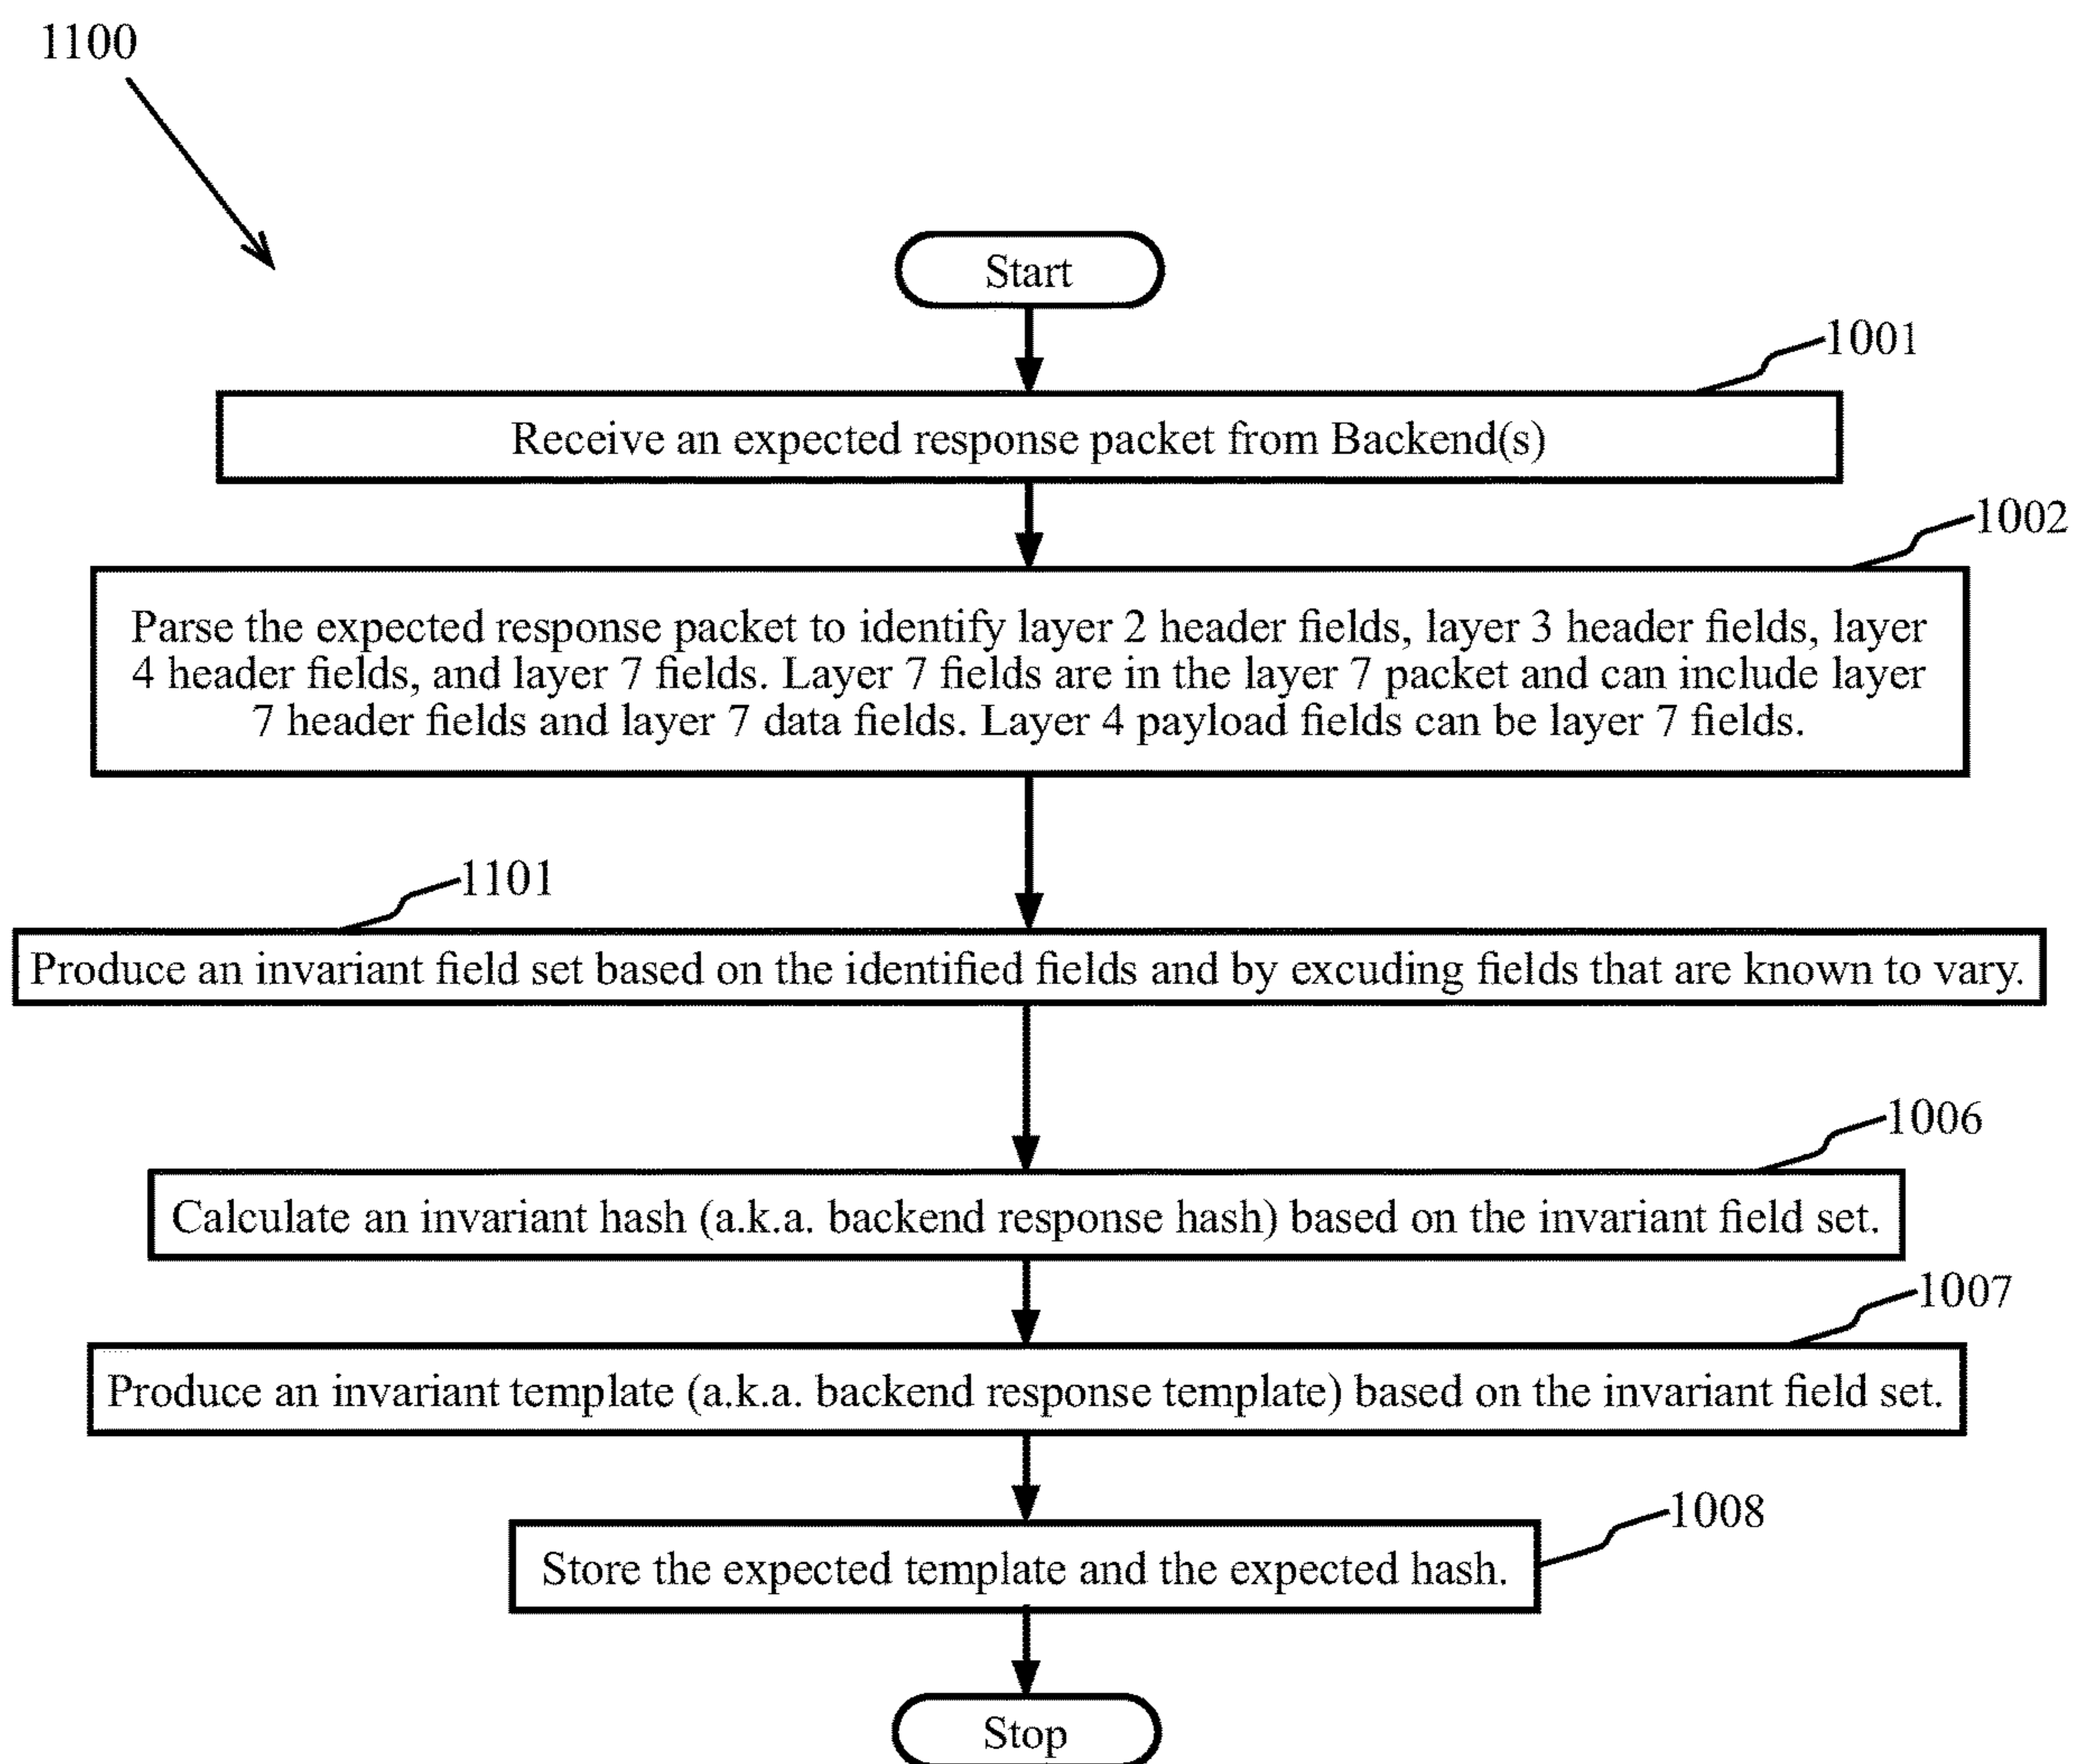 1100
Start
1001
Receive an expected response packet from Backend(s)
1002
Parse the expected response packet to identify layer 2 header fields, layer 3 header fields, layer
4 header fields, and layer 7 fields. Layer 7 fields are in the layer 7 packet and can include layer
7 header fields and layer 7 data fields. Layer 4 payload fields can be layer 7 fields.
1101
Produce an invariant field set based on the identified fields and by excuding fields that are known to vary.
1006
Calculate an invariant hash (a.k.a. backend response hash) based on the invariant field set.
1007
Produce an invariant template (a.k.a. backend response template) based on the invariant field set.
1008
Store the expected template and the expected hash.
Stop